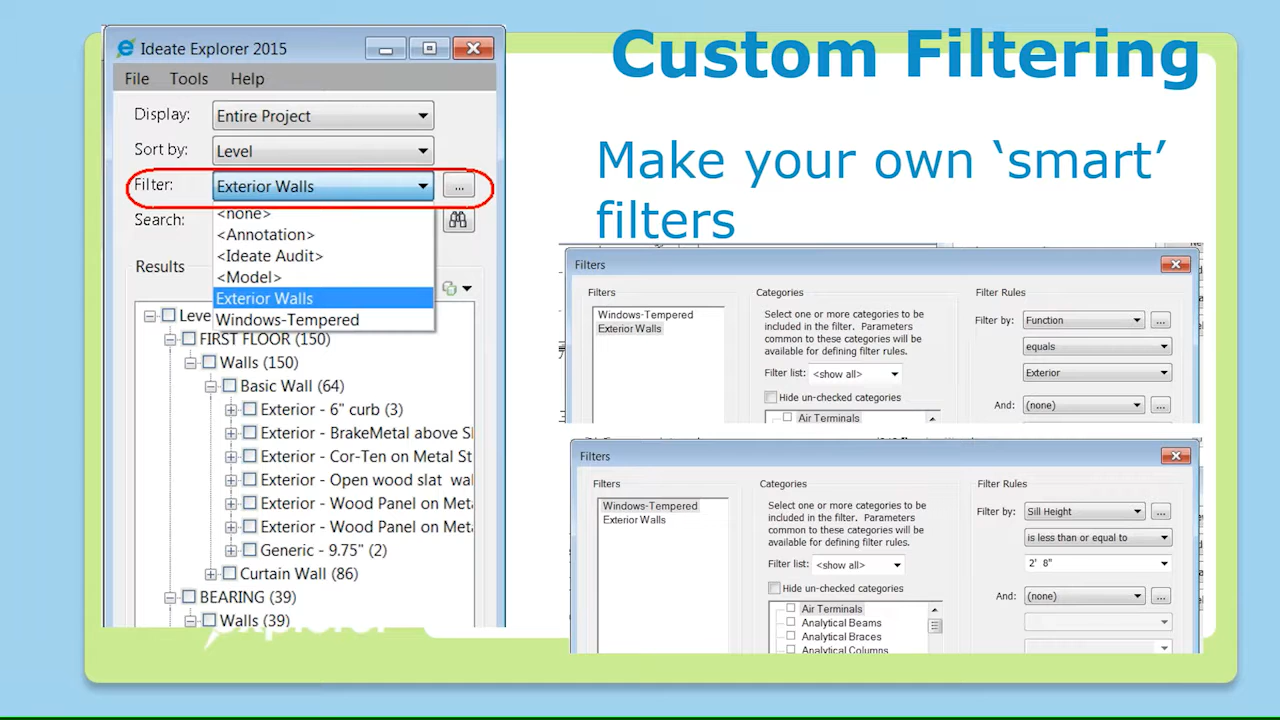 Custom Filtering
Make your own ‘smart’
filters
Ideate Explorer 2015
File Tools Help
Display: Entire Project
Sort by: Level
Filter: Exterior Walls ...
Search: <none>
<Annotation>
<Ideate Audit>
<Model>
Exterior Walls
Windows-Tempered
Results
Leve
FIRST FLOOR (150)
Walls (150)
Basic Wall (64)
Exterior - 6" curb (3)
Exterior - BrakeMetal above Sl
Exterior - Cor-Ten on Metal St
Exterior - Open wood slat wal
Exterior - Wood Panel on Meta
Exterior - Wood Panel on Meta
Generic - 9.75" (2)
Curtain Wall (86)
BEARING (39)
Walls (39)
explorer
Filters
Filters
Windows-Tempered
Exterior Walls
Categories
Select one or more categories to
be included in the filter. Parameters
common to these categories will be
available for defining filter rules.
Filter list: <show all>
Hide un-checked categories
Air Terminals
Filter Rules
Filter by: Function ...
equals
Exterior
And: (none) ...
Filters
Filters
Windows-Tempered
Exterior Walls
Categories
Select one or more categories to be
included in the filter. Parameters
common to these categories will be
available for defining filter rules.
Filter list: <show all>
Hide un-checked categories
Air Terminals
Analytical Beams
Analytical Braces
Analytical Columns
Filter Rules
Filter by: Sill Height ...
is less than or equal to
2' 8"
And: (none) ...